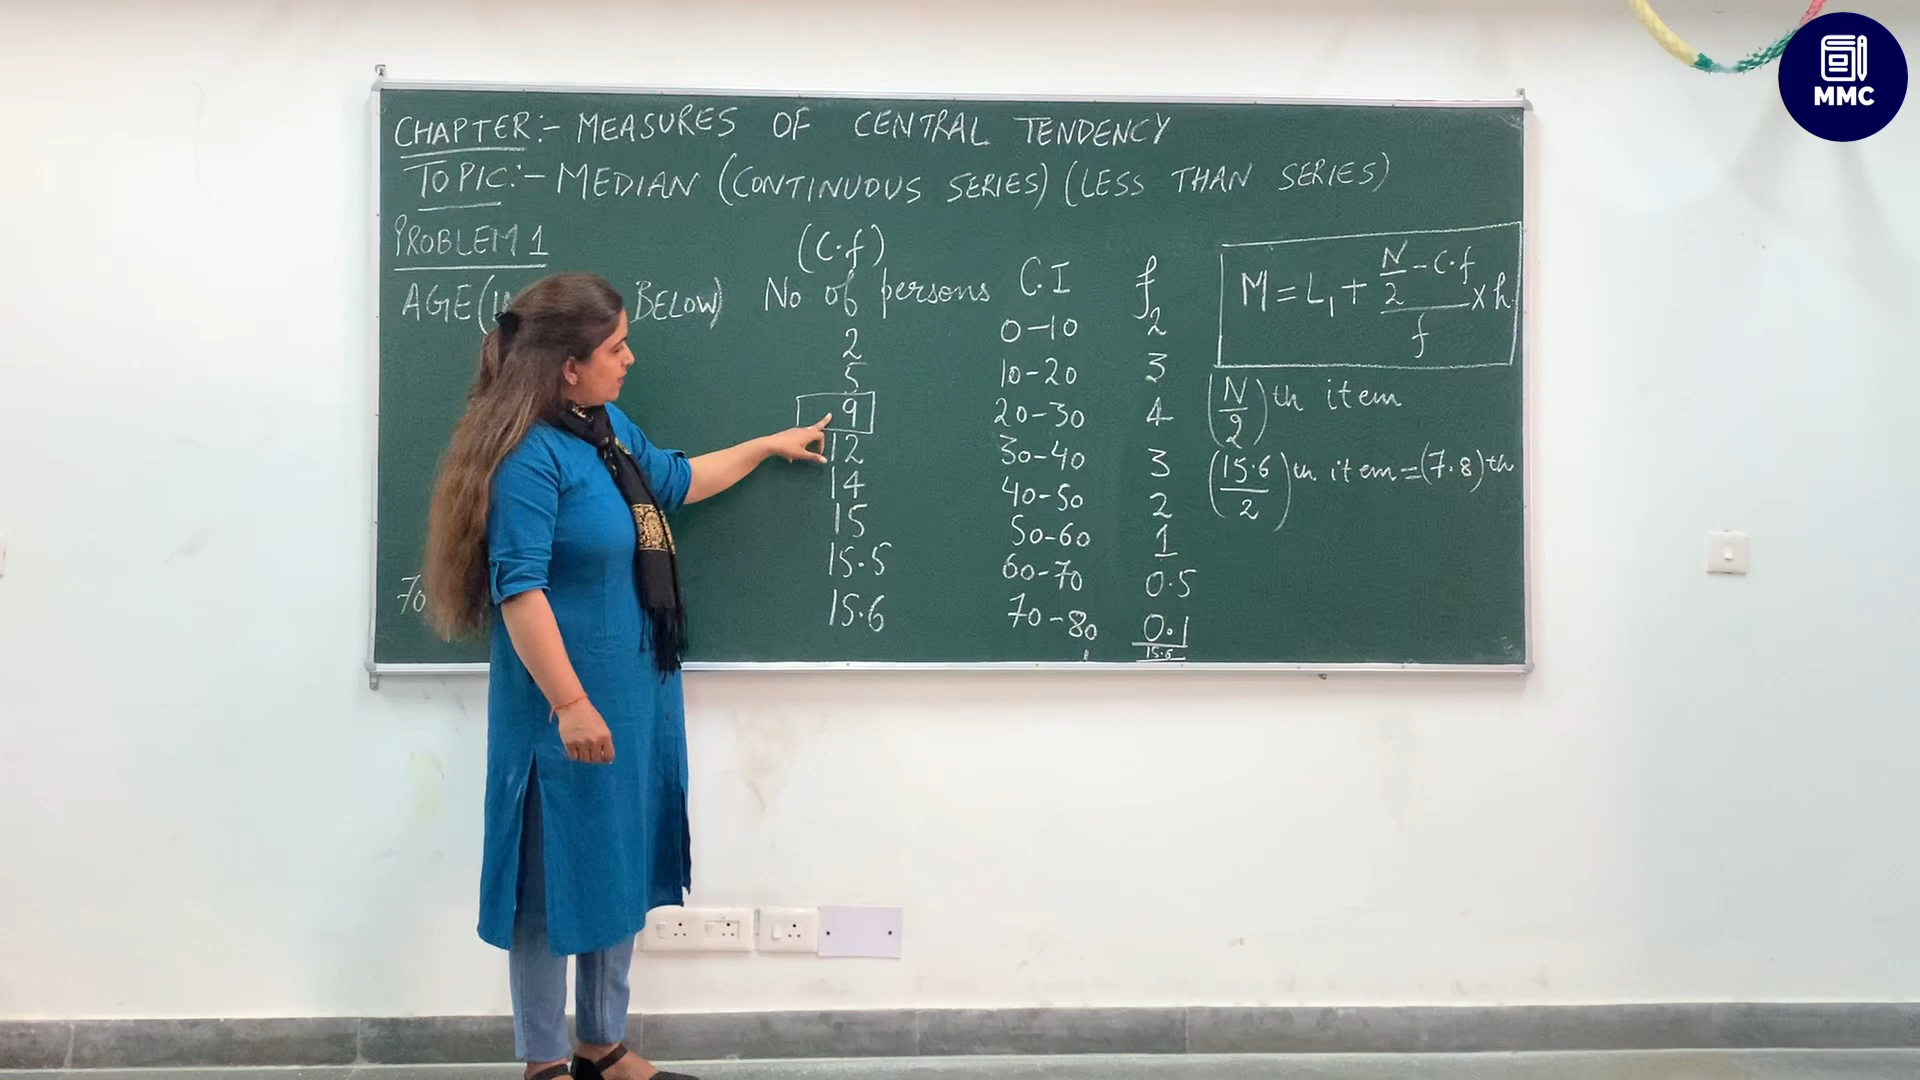 MMC
CHAPTER:- MEASURES OF CENTRAL TENDENCY
TOPIC:- MEDIAN (CONTINUOUS SERIES) (LESS THAN SERIES)
PROBLEM 1
AGE ( BELOW) (C.f) No of persons C.I f
2 0-10 2
5 10-20 3
9 20-30 4
12 30-40 3
14 40-50 2
15 50-60 1
15.5 60-70 0.5
70 15.6 70-80 0.1
15.6
M = L₁ + (N/2 - C.f)/f x h
(N/2)th item
(15.6/2)th item = (7.8)th